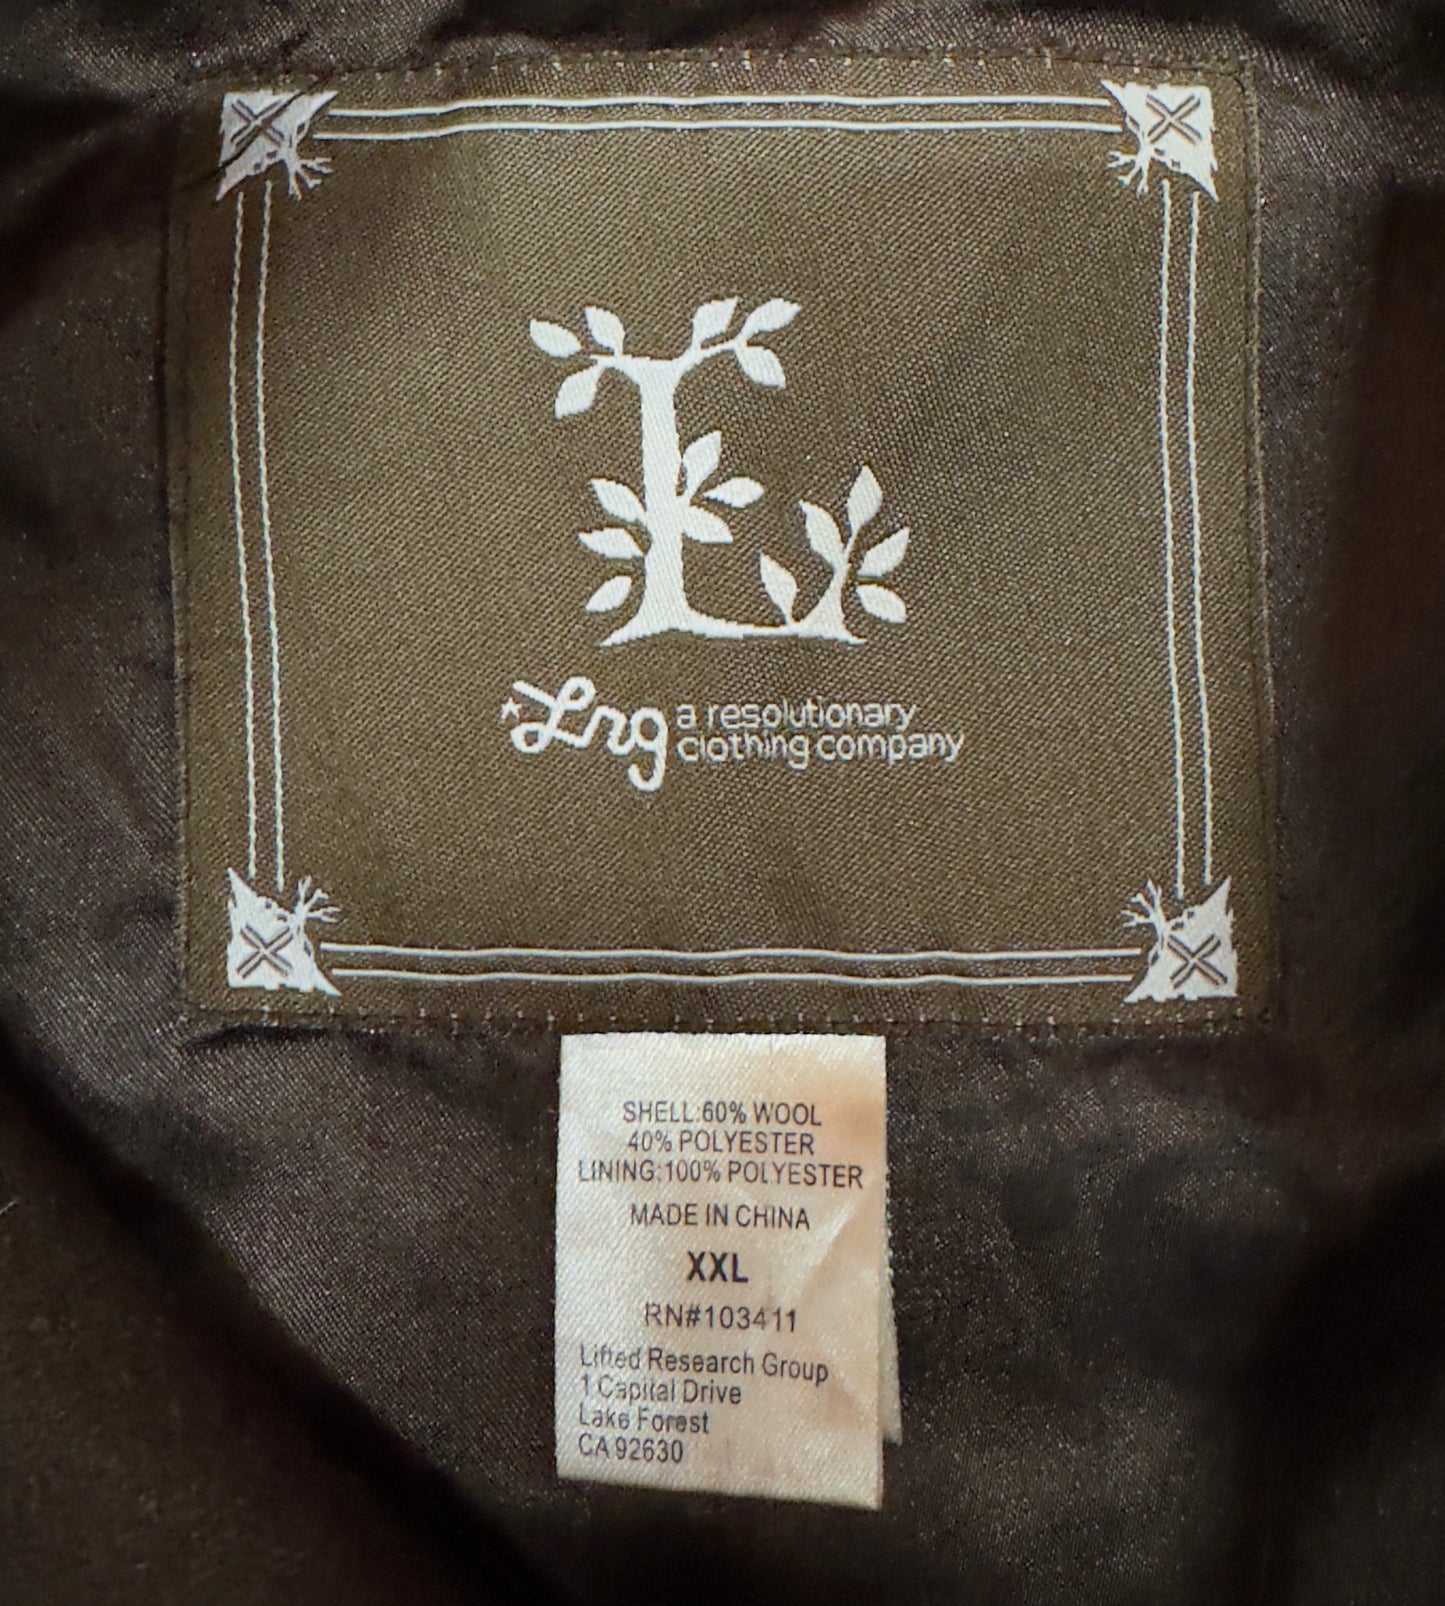 L
Lrg a resolutionary
clothing company
SHELL:60% WOOL
40% POLYESTER
LINING:100% POLYESTER
MADE IN CHINA
XXL
RN#103411
Lifted Research Group
1 Capital Drive
Lake Forest
CA 92630